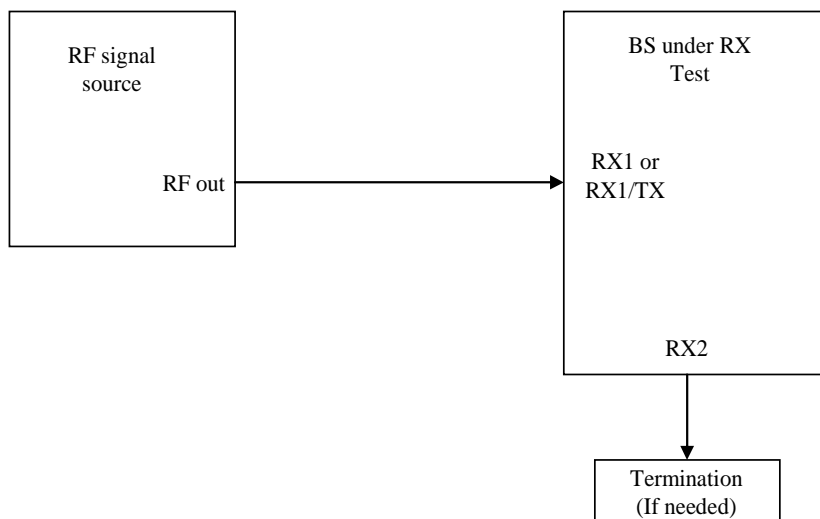 RF signal
source
RF out
BS under RX
Test
RX1 or
RX1/TX
RX2
Termination
(If needed)